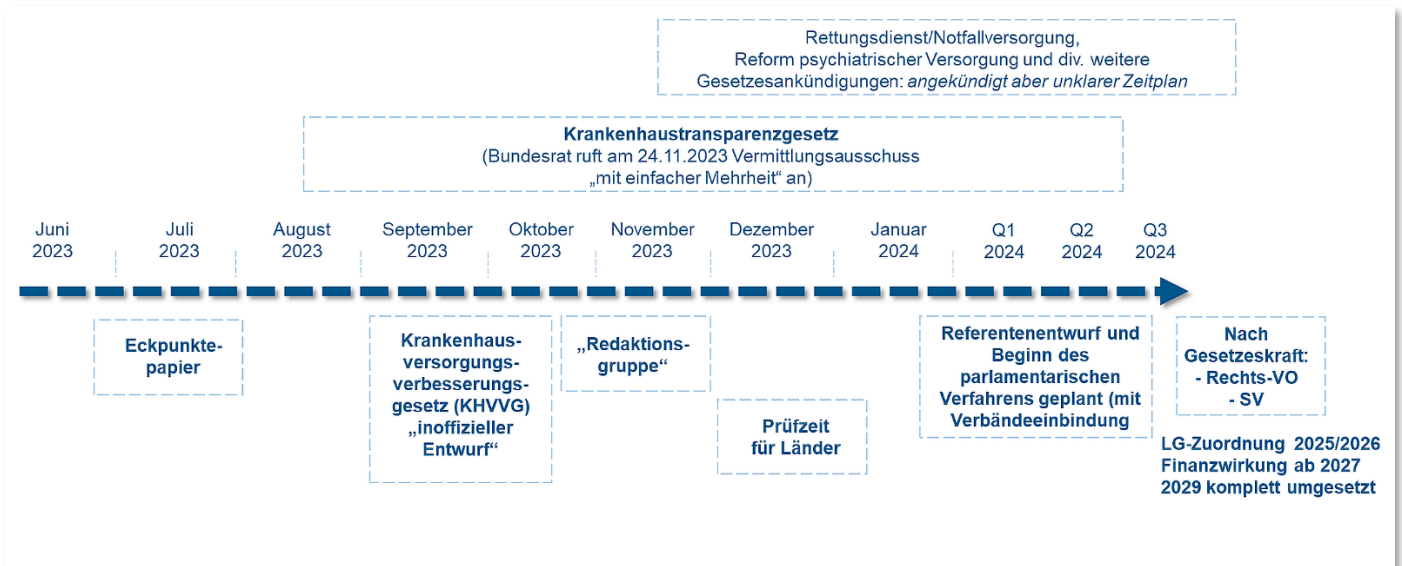 Rettungsdienst/Notfallversorgung,
Reform psychiatrischer Versorgung und div. weitere
Gesetzesankündigungen: angekündigt aber unklarer Zeitplan
Krankenhaustransparenzgesetz
(Bundesrat ruft am 24.11.2023 Vermittlungsausschuss
„mit einfacher Mehrheit“ an)
Juni
2023
Juli
2023
August
2023
September
2023
Oktober
2023
November
2023
Dezember
2023
Januar
2024
Q1
2024
Q2
2024
Q3
2024
Eckpunkte-
papier
Krankenhaus-
versorgungs-
verbesserungs-
gesetz (KHVVG)
„inoffizieller
Entwurf“
„Redaktions-
gruppe“
Prüfzeit
für Länder
Referentenentwurf und
Beginn des
parlamentarischen
Verfahrens geplant (mit
Verbändeeinbindung
Nach
Gesetzeskraft:
- Rechts-VO
- SV
LG-Zuordnung 2025/2026
Finanzwirkung ab 2027
2029 komplett umgesetzt